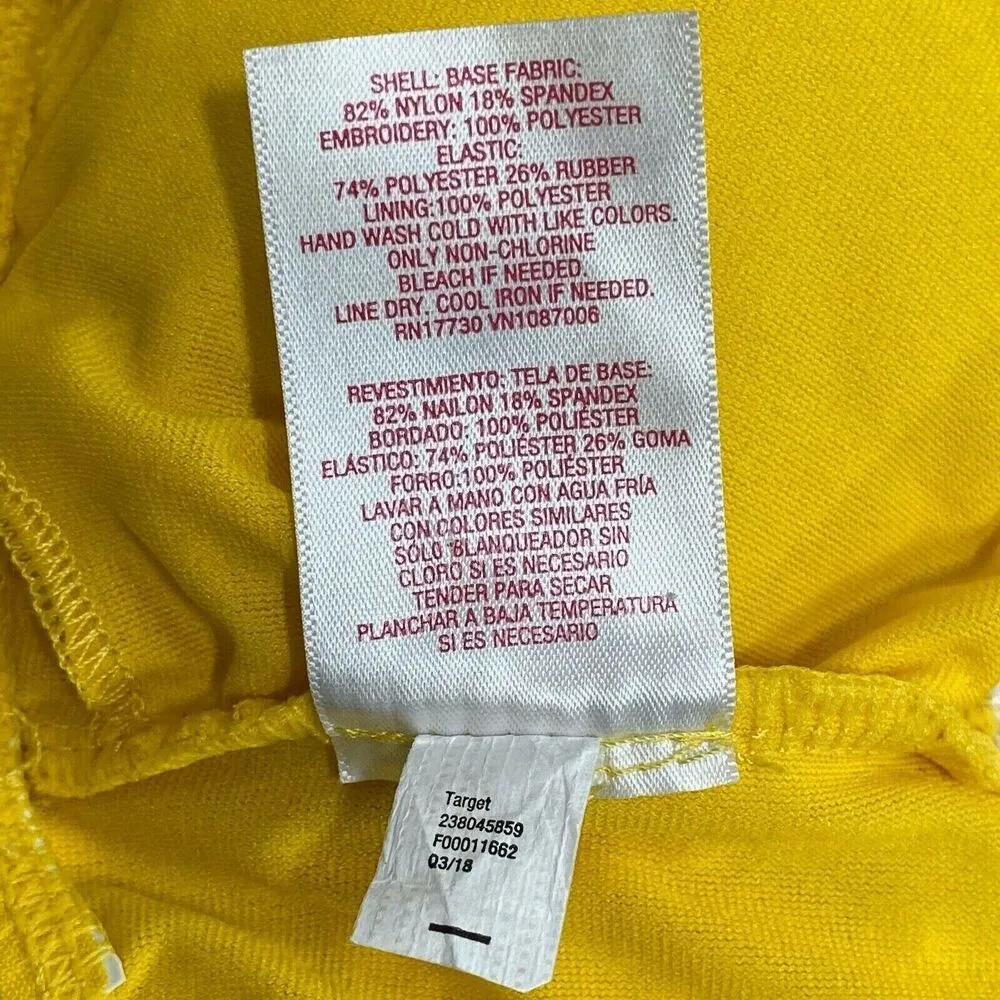 SHELL: BASE FABRIC:
82% NYLON 18% SPANDEX
EMBROIDERY: 100% POLYESTER
ELASTIC:
74% POLYESTER 26% RUBBER
LINING:100% POLYESTER
HAND WASH COLD WITH LIKE COLORS.
ONLY NON-CHLORINE
BLEACH IF NEEDED.
LINE DRY. COOL IRON IF NEEDED.
RN17730 VN1087006
REVESTIMIENTO: TELA DE BASE:
82% NAILON 18% SPANDEX
BORDADO: 100% POLIÉSTER
ELÁSTICO: 74% POLIÉSTER 26% GOMA
FORRO:100% POLIÉSTER
LAVAR A MANO CON AGUA FRÍA
CON COLORES SIMILARES
SÓLO BLANQUEADOR SIN
CLORO SI ES NECESARIO
TENDER PARA SECAR
PLANCHAR A BAJA TEMPERATURA
SI ES NECESARIO
Target
238045859
F00011662
Q3/18